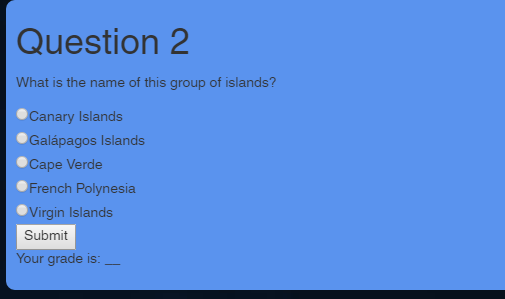 Question 2
What is the name of this group of islands?
Canary Islands
Galápagos Islands
Cape Verde
French Polynesia
Virgin Islands
Submit
Your grade is: __